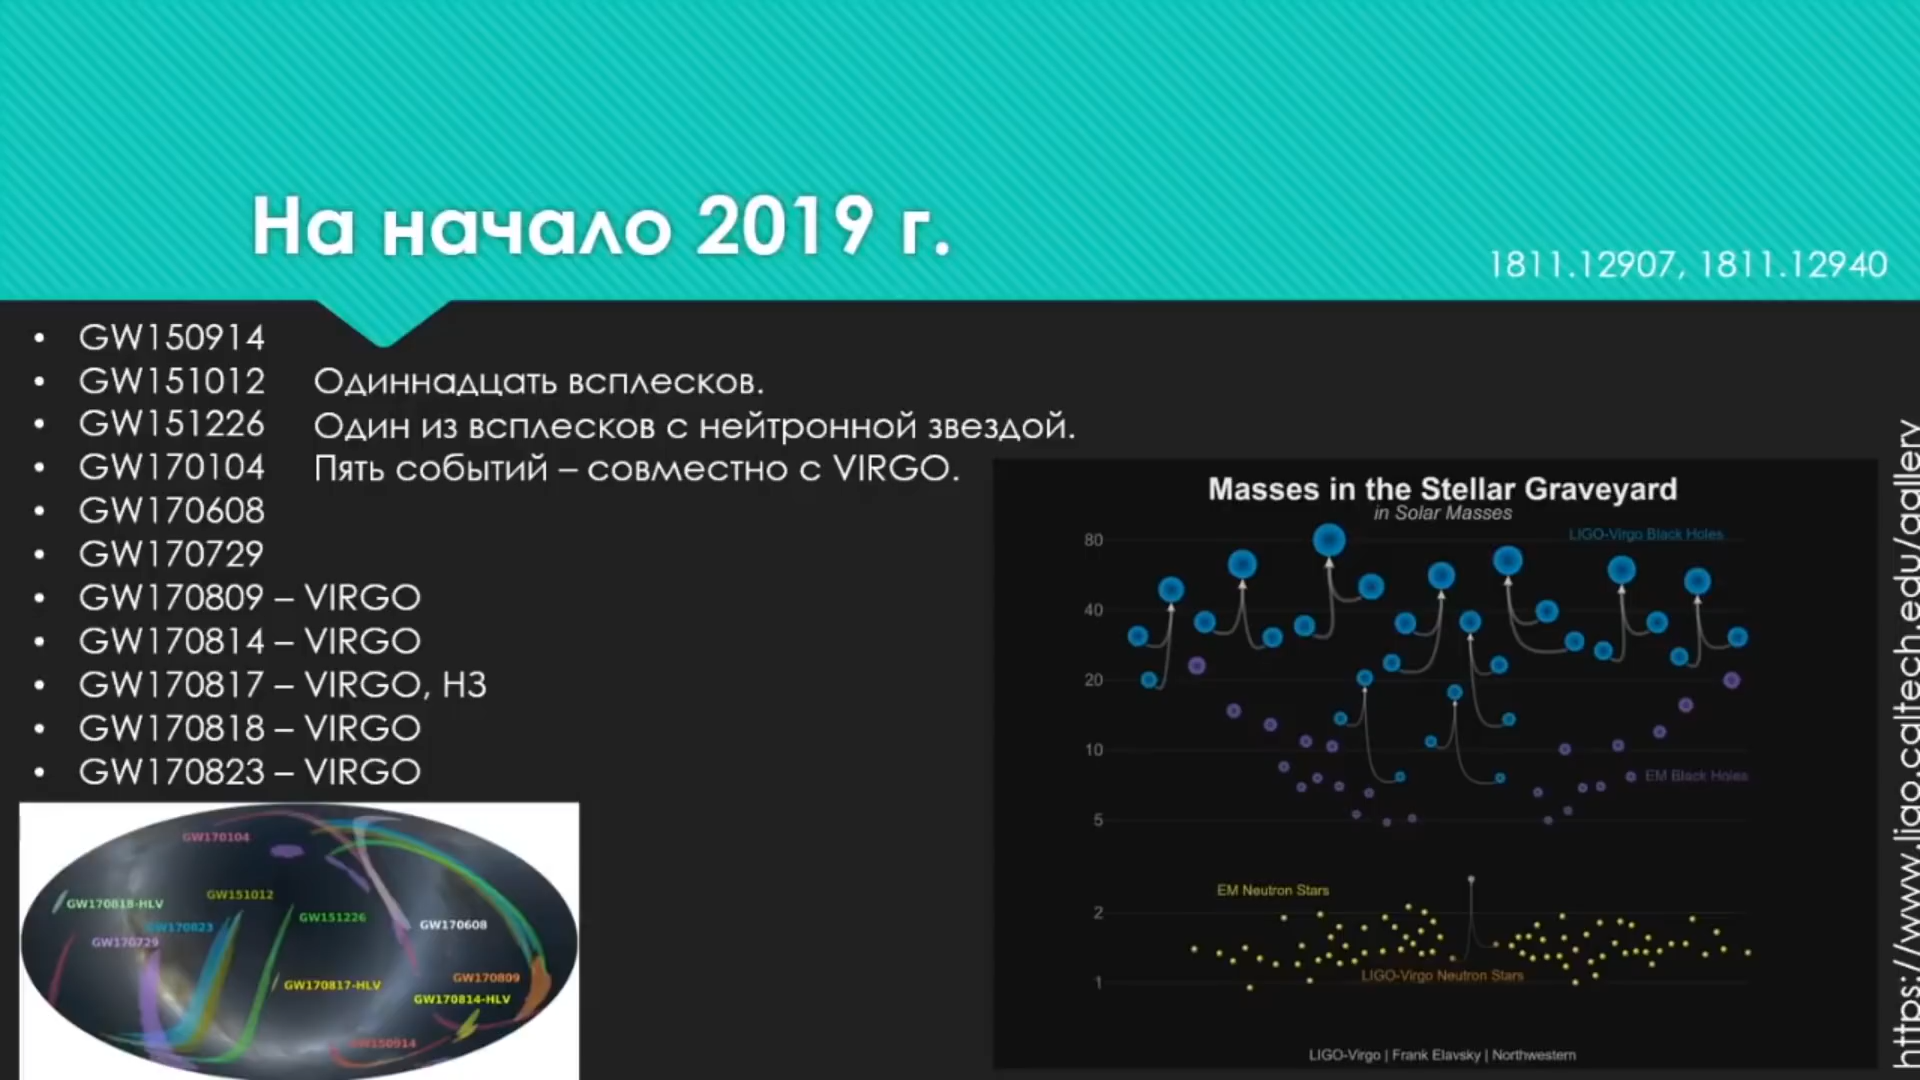 На начало 2019 г.
1811.12907, 1811.12940
• GW150914
• GW151012
• GW151226
• GW170104
• GW170608
• GW170729
• GW170809 – VIRGO
• GW170814 – VIRGO
• GW170817 – VIRGO, НЗ
• GW170818 – VIRGO
• GW170823 – VIRGO
Одиннадцать всплесков.
Один из всплесков с нейтронной звездой.
Пять событий – совместно с VIRGO.
Masses in the Stellar Graveyard
in Solar Masses
LIGO-Virgo Black Holes
80
40
20
10
EM Black Holes
5
EM Neutron Stars
2
LIGO-Virgo Neutron Stars
1
LIGO-Virgo | Frank Elavsky | Northwestern
https://www.ligo.caltech.edu/gallery
GW170104
GW151012
GW170818-HLV
GW151226
GW170823
GW170608
GW170729
GW170809
GW170817-HLV
GW170814-HLV
GW150914